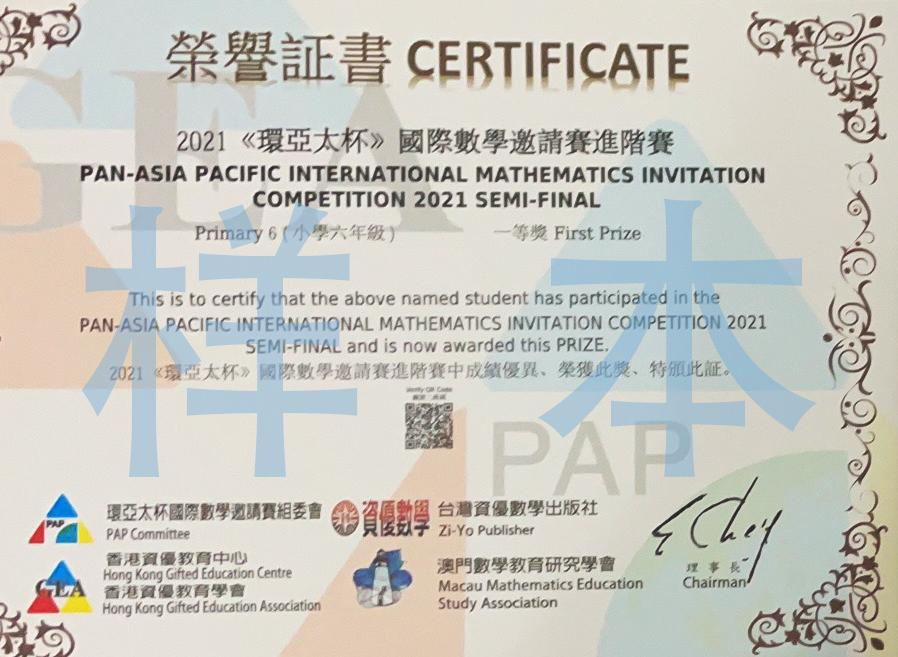 榮譽証書 CERTIFICATE
2021 《環亞太杯》國際數學邀請賽進階賽
PAN-ASIA PACIFIC INTERNATIONAL MATHEMATICS INVITATION
COMPETITION 2021 SEMI-FINAL
Primary 6 ( 小學六年級 ) 一等獎 First Prize
样本
This is to certify that the above named student has participated in the
PAN-ASIA PACIFIC INTERNATIONAL MATHEMATICS INVITATION COMPETITION 2021
SEMI-FINAL and is now awarded this PRIZE.
2021 《環亞太杯》國際數學邀請賽進階賽中成績優異、榮獲此獎、特頒此証。
Verify QR Code
GEA
PAP
PAP
環亞太杯國際數學邀請賽組委會
PAP Committee
資優數學
台灣資優數學出版社
Zi-Yo Publisher
GEA
香港資優教育中心
Hong Kong Gifted Education Centre
香港資優教育學會
Hong Kong Gifted Education Association
澳門數學教育研究學會
Macau Mathematics Education
Study Association
理事長
Chairman